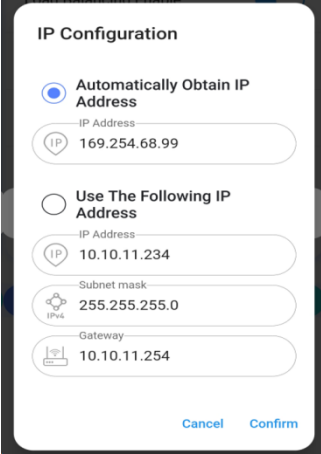 IP Configuration
Automatically Obtain IP
Address
IP Address
IP
169.254.68.99
Use The Following IP
Address
IP Address
IP
10.10.11.234
Subnet mask
IPv4
255.255.255.0
Gateway
10.10.11.254
Cancel Confirm